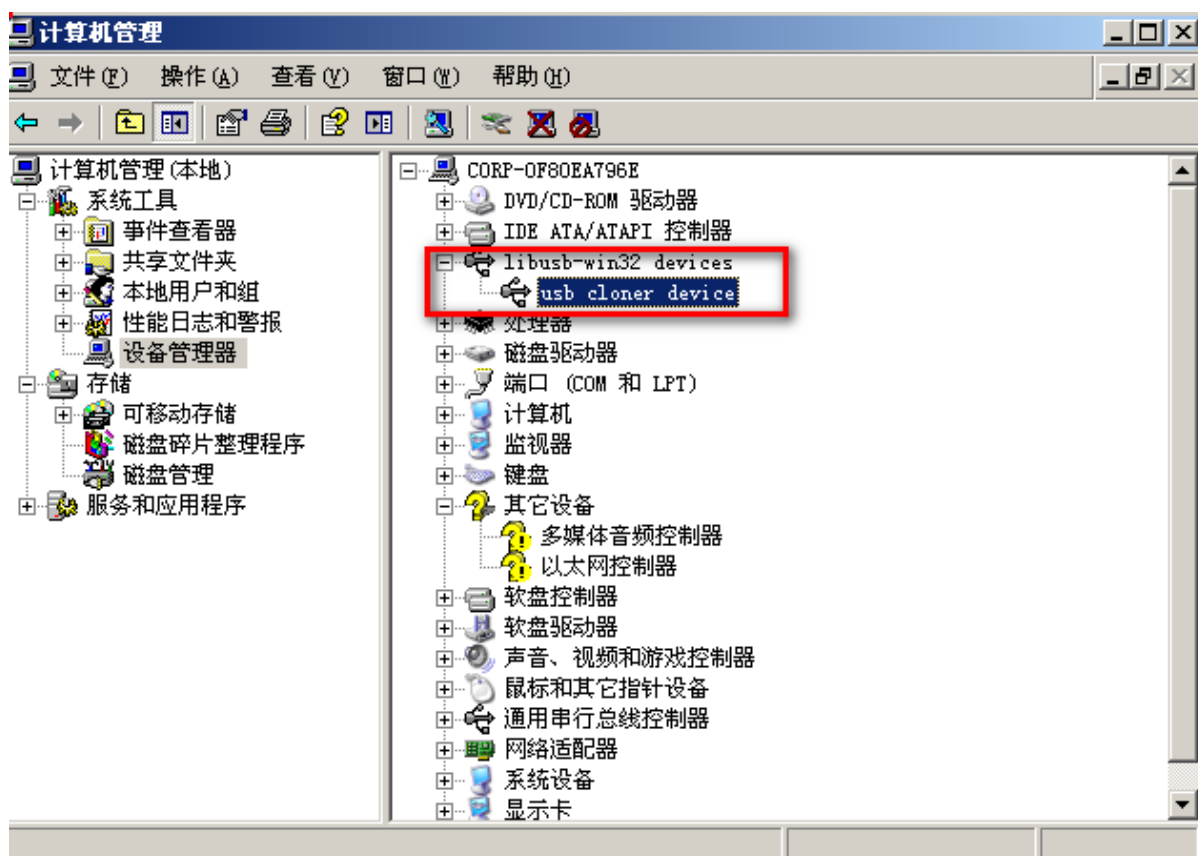 计算机管理
文件(F) 操作(A) 查看(V) 窗口(W) 帮助(H)
计算机管理(本地)
系统工具
事件查看器
共享文件夹
本地用户和组
性能日志和警报
设备管理器
存储
可移动存储
磁盘碎片整理程序
磁盘管理
服务和应用程序
CORP-OF80EA796E
DVD/CD-ROM 驱动器
IDE ATA/ATAPI 控制器
libusb-win32 devices
usb cloner device
处理器
磁盘驱动器
端口 (COM 和 LPT)
计算机
监视器
键盘
其它设备
多媒体音频控制器
以太网控制器
软盘控制器
软盘驱动器
声音、视频和游戏控制器
鼠标和其它指针设备
通用串行总线控制器
网络适配器
系统设备
显示卡